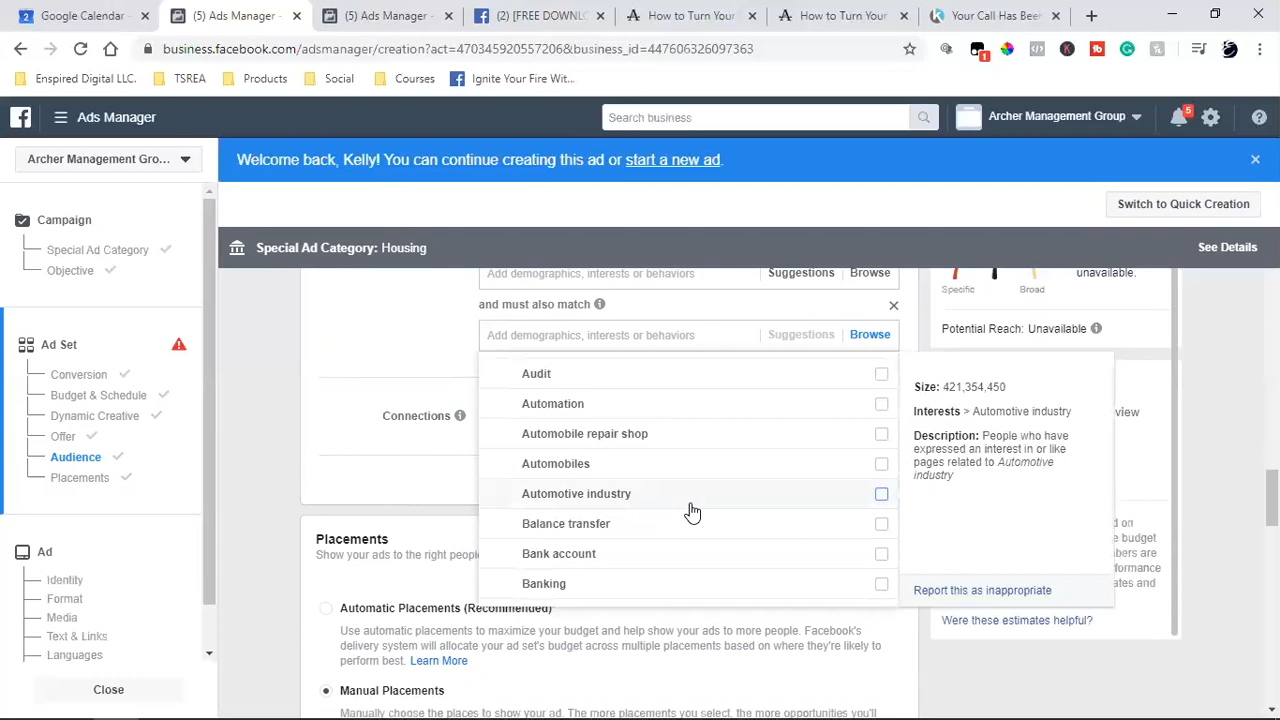 Google Calendar -
(5) Ads Manager -
(5) Ads Manager -
[FREE DOWNL
How to Turn Your
How to Turn Your
Your Call Has Beer
business.facebook.com/adsmanager/creation?act=470345920557206&business_id=447606326097363
1
Enspired Digital LLC.
TSREA
Products
Social
Courses
Ignite Your Fire Wit...
Ads Manager
Search business
Archer Management Group
5
Archer Management Gro...
Welcome back, Kelly! You can continue creating this ad or start a new ad.
Switch to Quick Creation
Campaign
Special Ad Category
Objective
Special Ad Category: Housing
See Details
Ad Set
Conversion
Budget & Schedule
Dynamic Creative
Offer
Audience
Placements
Ad
Identity
Format
Media
Text & Links
Languages
Close
Add demographics, interests or behaviors
Suggestions
Browse
and must also match
Add demographics, interests or behaviors
Suggestions
Browse
Audit
Automation
Automobile repair shop
Automobiles
Automotive industry
Balance transfer
Bank account
Banking
Connections
Size: 421,354,450
Interests > Automotive industry
Description: People who have
expressed an interest in or like
pages related to Automotive
industry
Report this as inappropriate
unavailable.
Specific
Broad
Potential Reach: Unavailable
Were these estimates helpful?
Placements
Show your ads to the right people
Automatic Placements (Recommended)
Use automatic placements to maximize your budget and help show your ads to more people. Facebook's
delivery system will allocate your ad set's budget across multiple placements based on where they're likely to
perform best. Learn More
Manual Placements
Manually choose the places to show your ad. The more placements you select, the more opportunities you'll